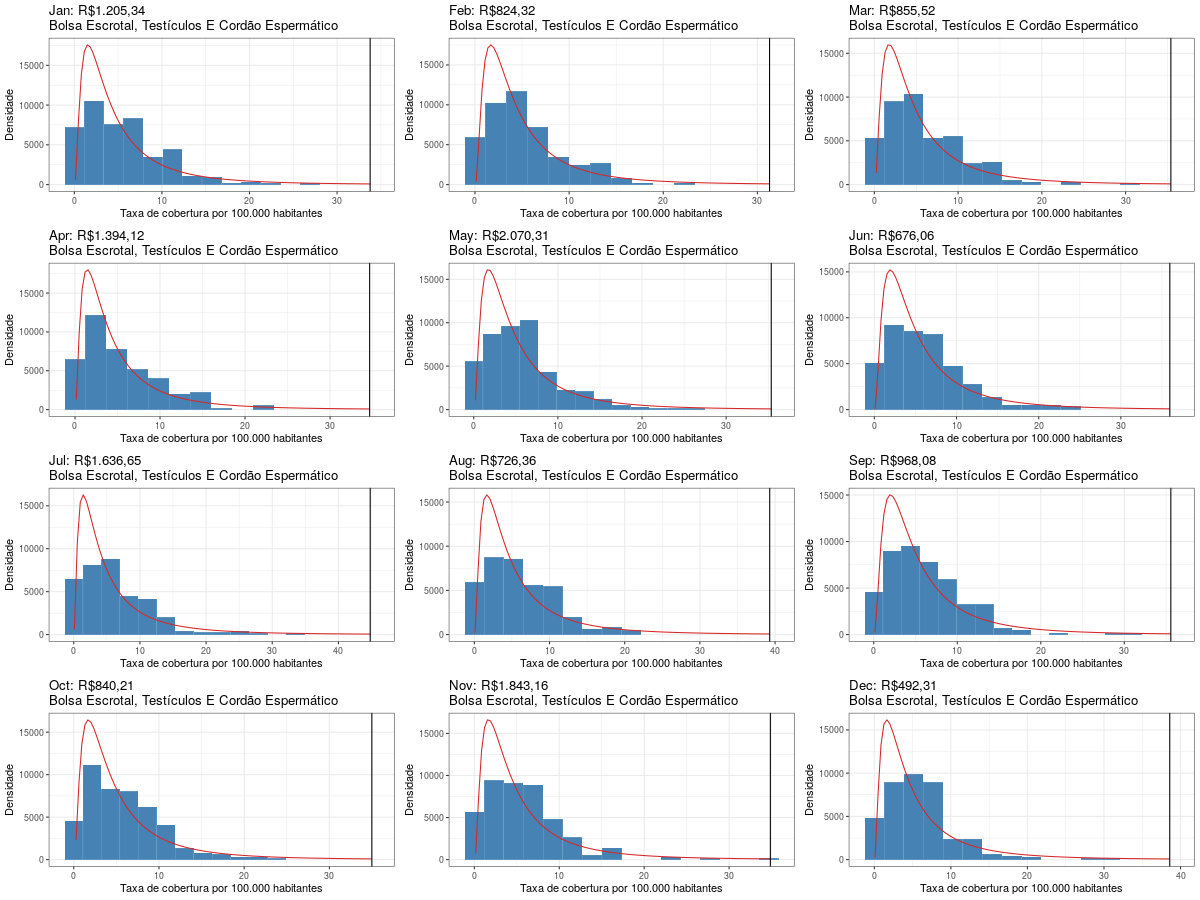 Jan: R$1.205,34
Bolsa Escrotal, Testículos E Cordão Espermático
Densidade
15000
10000
5000
0
0
10
20
30
Taxa de cobertura por 100.000 habitantes
Feb: R$824,32
Bolsa Escrotal, Testículos E Cordão Espermático
Densidade
15000
10000
5000
0
0
10
20
30
Taxa de cobertura por 100.000 habitantes
Mar: R$855,52
Bolsa Escrotal, Testículos E Cordão Espermático
Densidade
15000
10000
5000
0
0
10
20
30
Taxa de cobertura por 100.000 habitantes
Apr: R$1.394,12
Bolsa Escrotal, Testículos E Cordão Espermático
Densidade
15000
10000
5000
0
0
10
20
30
Taxa de cobertura por 100.000 habitantes
May: R$2.070,31
Bolsa Escrotal, Testículos E Cordão Espermático
Densidade
15000
10000
5000
0
0
10
20
30
Taxa de cobertura por 100.000 habitantes
Jun: R$676,06
Bolsa Escrotal, Testículos E Cordão Espermático
Densidade
15000
10000
5000
0
0
10
20
30
Taxa de cobertura por 100.000 habitantes
Jul: R$1.636,65
Bolsa Escrotal, Testículos E Cordão Espermático
Densidade
15000
10000
5000
0
0
10
20
30
40
Taxa de cobertura por 100.000 habitantes
Aug: R$726,36
Bolsa Escrotal, Testículos E Cordão Espermático
Densidade
15000
10000
5000
0
0
10
20
30
40
Taxa de cobertura por 100.000 habitantes
Sep: R$968,08
Bolsa Escrotal, Testículos E Cordão Espermático
Densidade
15000
10000
5000
0
0
10
20
30
Taxa de cobertura por 100.000 habitantes
Oct: R$840,21
Bolsa Escrotal, Testículos E Cordão Espermático
Densidade
15000
10000
5000
0
0
10
20
30
Taxa de cobertura por 100.000 habitantes
Nov: R$1.843,16
Bolsa Escrotal, Testículos E Cordão Espermático
Densidade
15000
10000
5000
0
0
10
20
30
Taxa de cobertura por 100.000 habitantes
Dec: R$492,31
Bolsa Escrotal, Testículos E Cordão Espermático
Densidade
15000
10000
5000
0
0
10
20
30
40
Taxa de cobertura por 100.000 habitantes